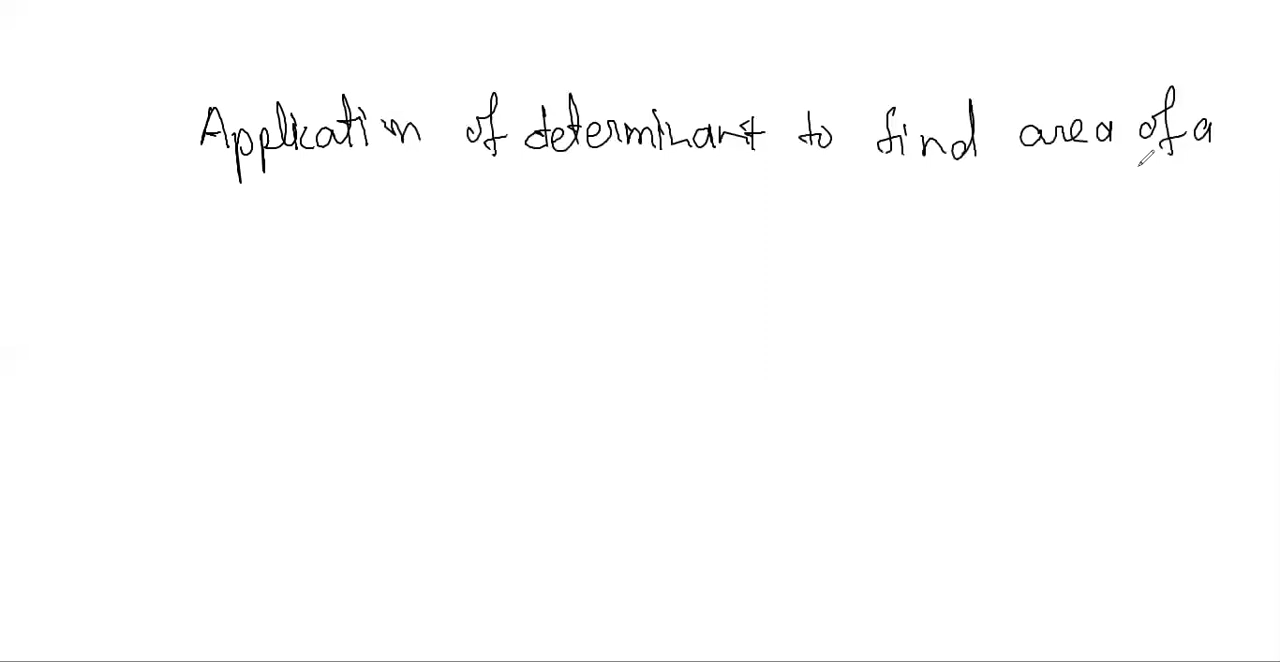 Application of determinant to find area of a